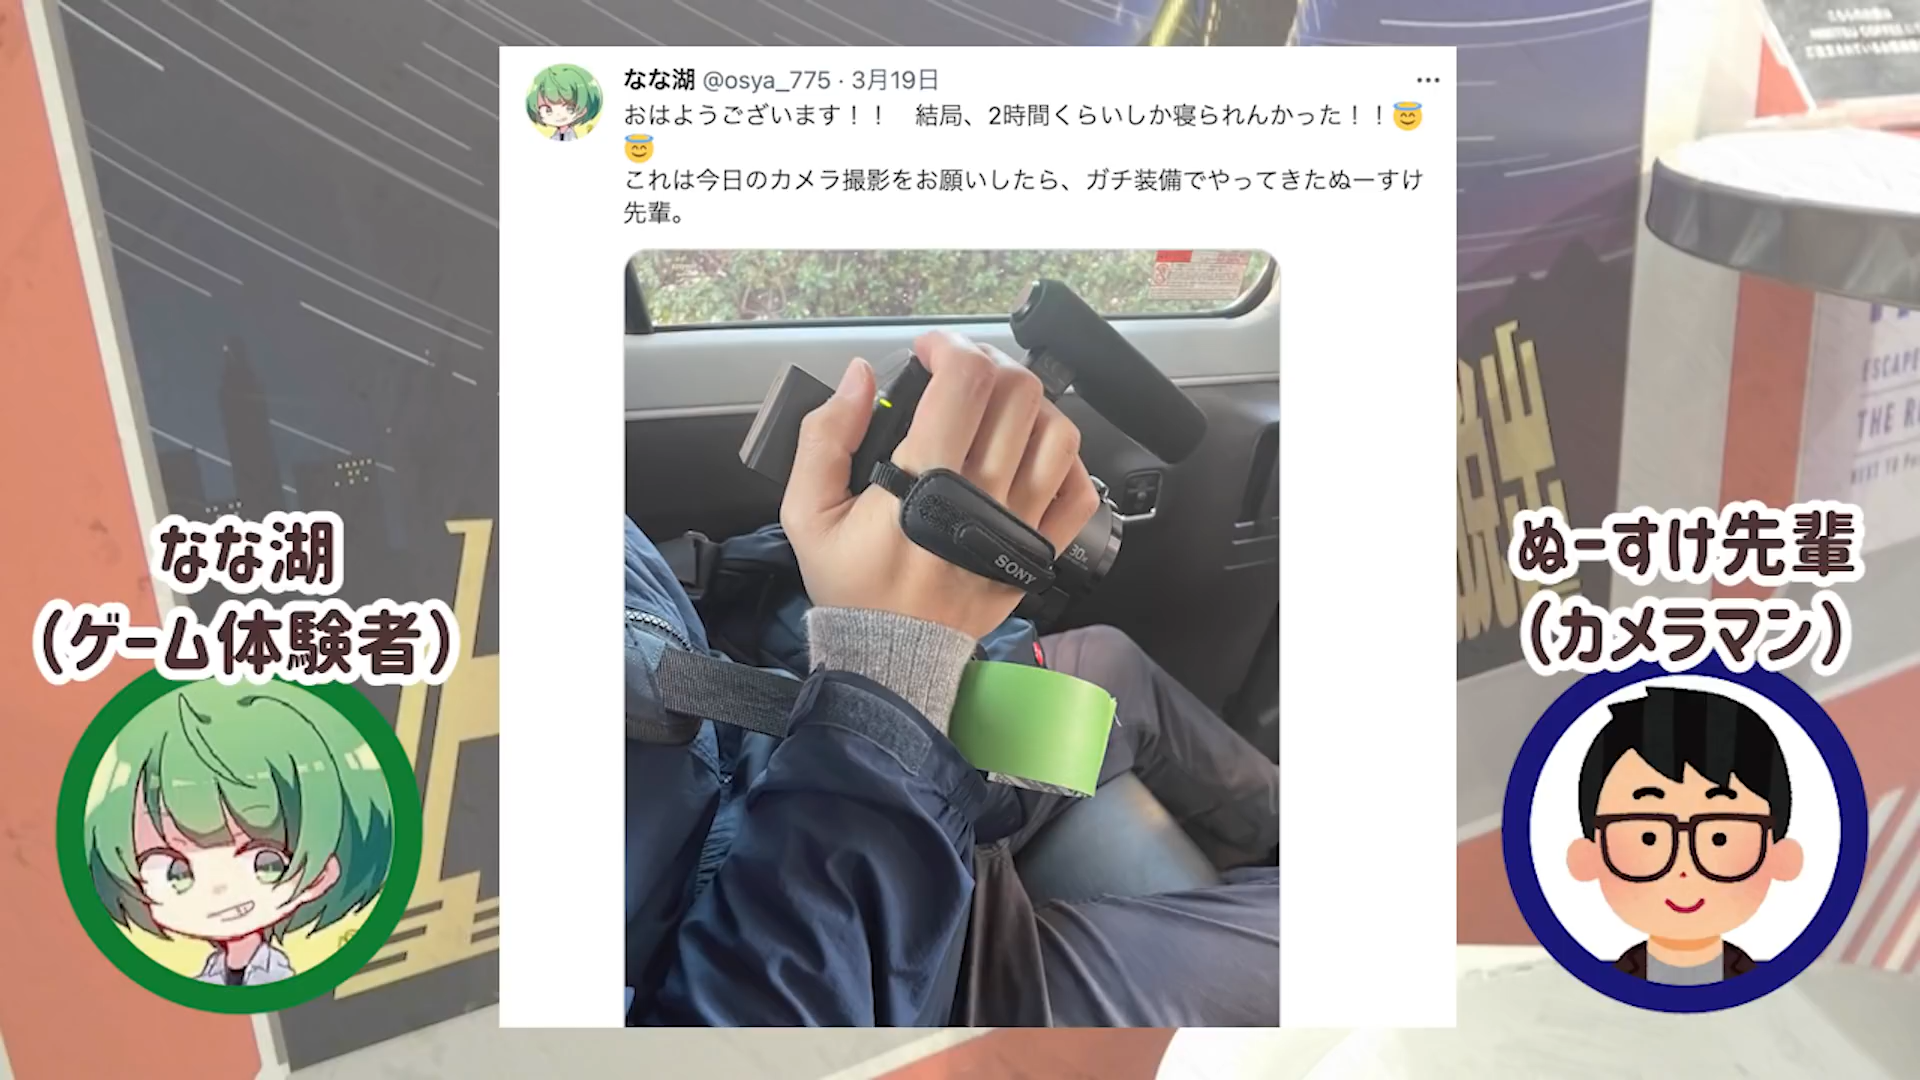 なな湖 @osya_775 · 3月19日
おはようございます！！　結局、2時間くらいしか寝られんかった！！😇
😇
これは今日のカメラ撮影をお願いしたら、ガチ装備でやってきたぬーすけ
先輩。
SONY
30x
なな湖
（ゲーム体験者）
ぬーすけ先輩
（カメラマン）
ESCAPE